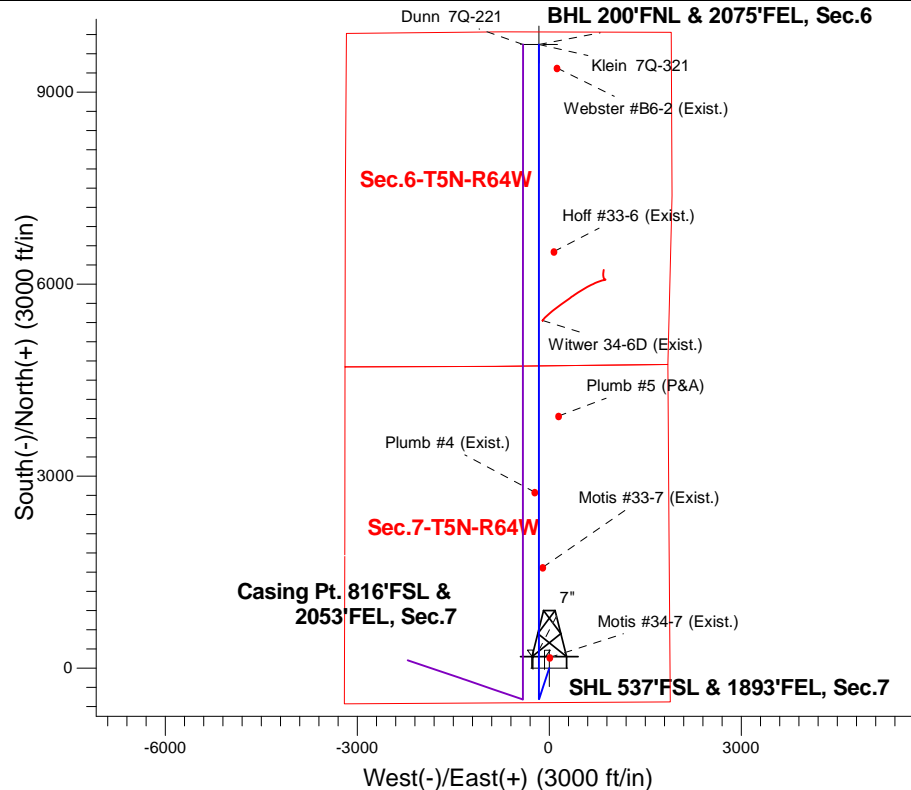 Dunn 7Q-221
BHL 200'FNL & 2075'FEL, Sec.6
Klein 7Q-321
9000
Webster #B6-2 (Exist.)
Sec.6-T5N-R64W
Hoff #33-6 (Exist.)
6000
Witwer 34-6D (Exist.)
Plumb #5 (P&A)
Plumb #4 (Exist.)
3000
Motis #33-7 (Exist.)
Sec.7-T5N-R64W
Casing Pt. 816'FSL &
2053'FEL, Sec.7
7"
Motis #34-7 (Exist.)
0
SHL 537'FSL & 1893'FEL, Sec.7
South(-)/North(+) (3000 ft/in)
-6000
-3000
0
3000
West(-)/East(+) (3000 ft/in)